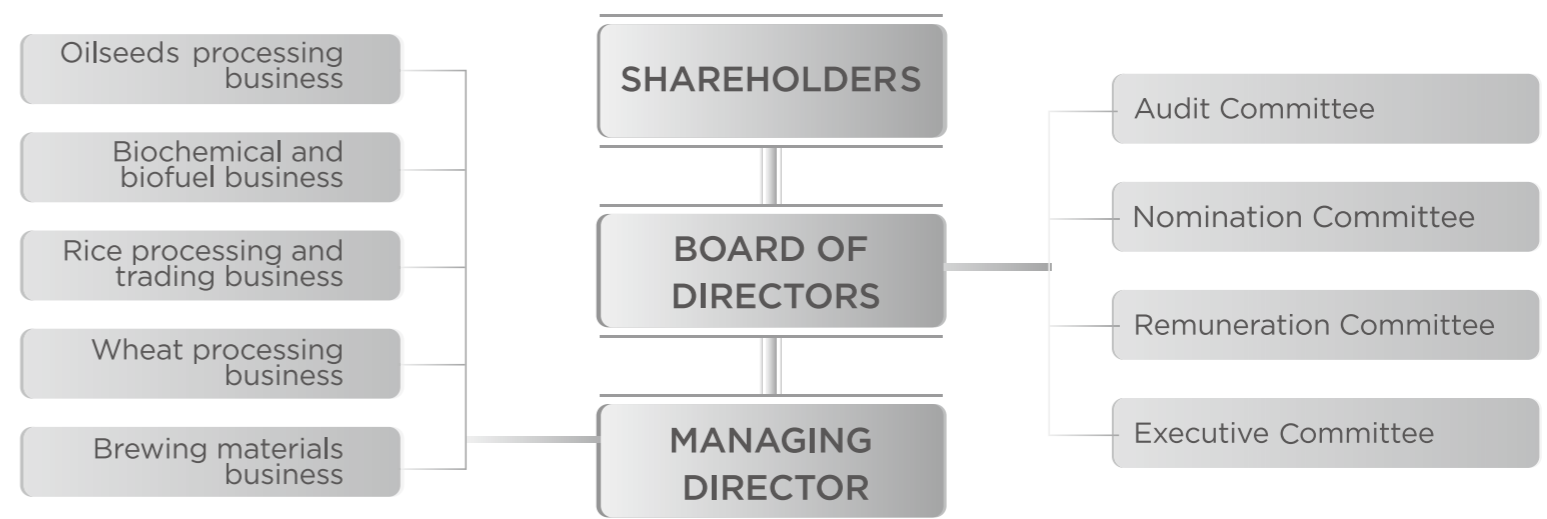 Oilseeds processing
business
Biochemical and
biofuel business
Rice processing and
trading business
Wheat processing
business
Brewing materials
business
SHAREHOLDERS
BOARD OF
DIRECTORS
MANAGING
DIRECTOR
Audit Committee
Nomination Committee
Remuneration Committee
Executive Committee